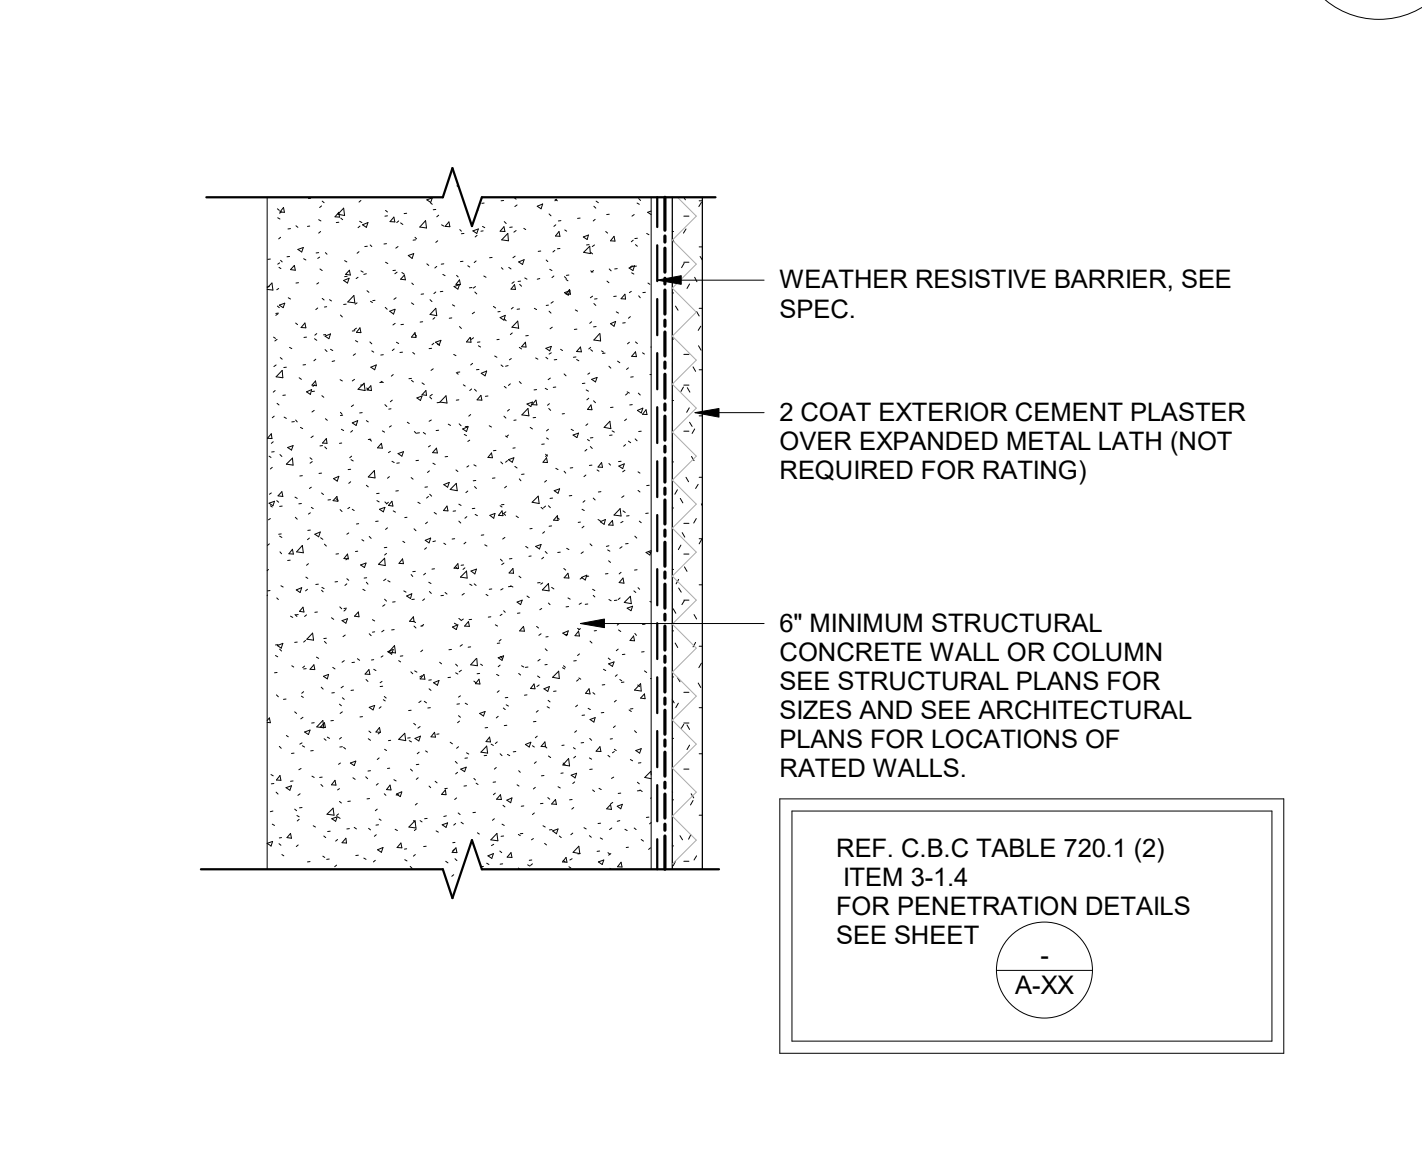 WEATHER RESISTIVE BARRIER, SEE
SPEC.
2 COAT EXTERIOR CEMENT PLASTER
OVER EXPANDED METAL LATH (NOT
REQUIRED FOR RATING)
6" MINIMUM STRUCTURAL
CONCRETE WALL OR COLUMN
SEE STRUCTURAL PLANS FOR
SIZES AND SEE ARCHITECTURAL
PLANS FOR LOCATIONS OF
RATED WALLS.
REF. C.B.C TABLE 720.1 (2)
ITEM 3-1.4
FOR PENETRATION DETAILS
SEE SHEET
-
A-XX